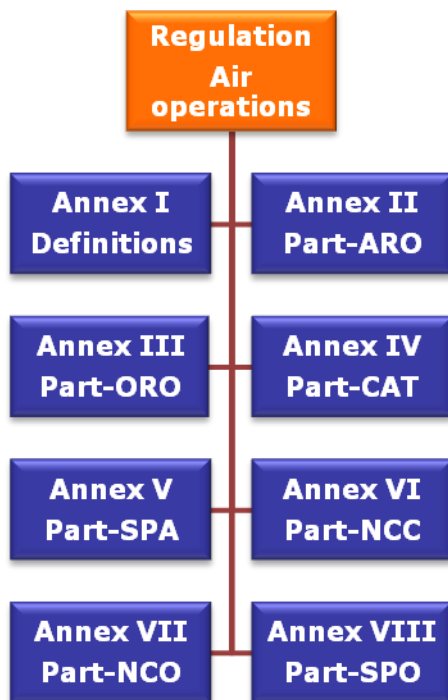 Regulation
Air
operations
Annex I
Definitions
Annex II
Part-ARO
Annex III
Part-ORO
Annex IV
Part-CAT
Annex V
Part-SPA
Annex VI
Part-NCC
Annex VII
Part-NCO
Annex VIII
Part-SPO